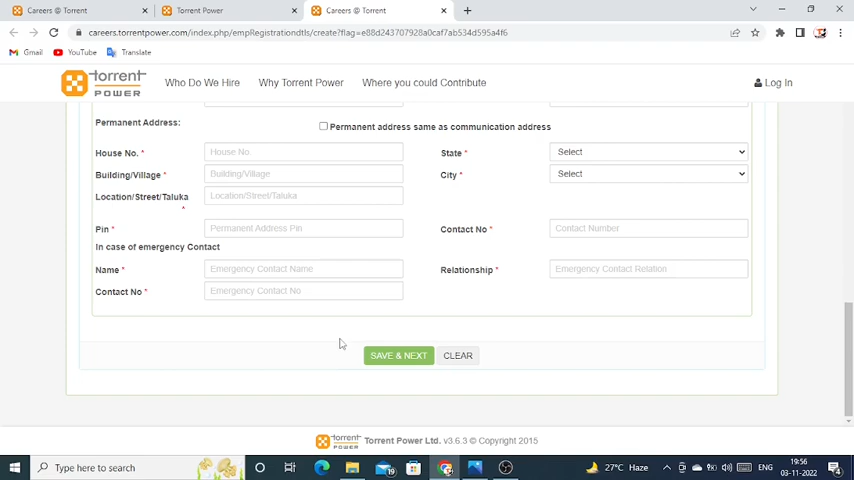 Careers @ Torrent
Torrent Power
Careers @ Torrent
careers.torrentpower.com/index.php/empRegistrationdtls/create?flag=e88d243707928a0caf7ab534d595a4f6
Gmail YouTube Translate
torrent POWER Who Do We Hire Why Torrent Power Where you could Contribute Log In
Permanent Address: Permanent address same as communication address
House No. * House No State * Select
Building/Village * Building/Village City * Select
Location/Street/Taluka * Location/Street/Taluka
Pin * Permanent Address Pin Contact No * Contact Number
In case of emergency Contact
Name * Emergency Contact Name Relationship * Emergency Contact Relation
Contact No * Emergency Contact No
SAVE & NEXT CLEAR
torrent POWER Torrent Power Ltd. v3.6.3 © Copyright 2015
Type here to search 19 27°C Haze ENG 19:56 03-11-2022 4